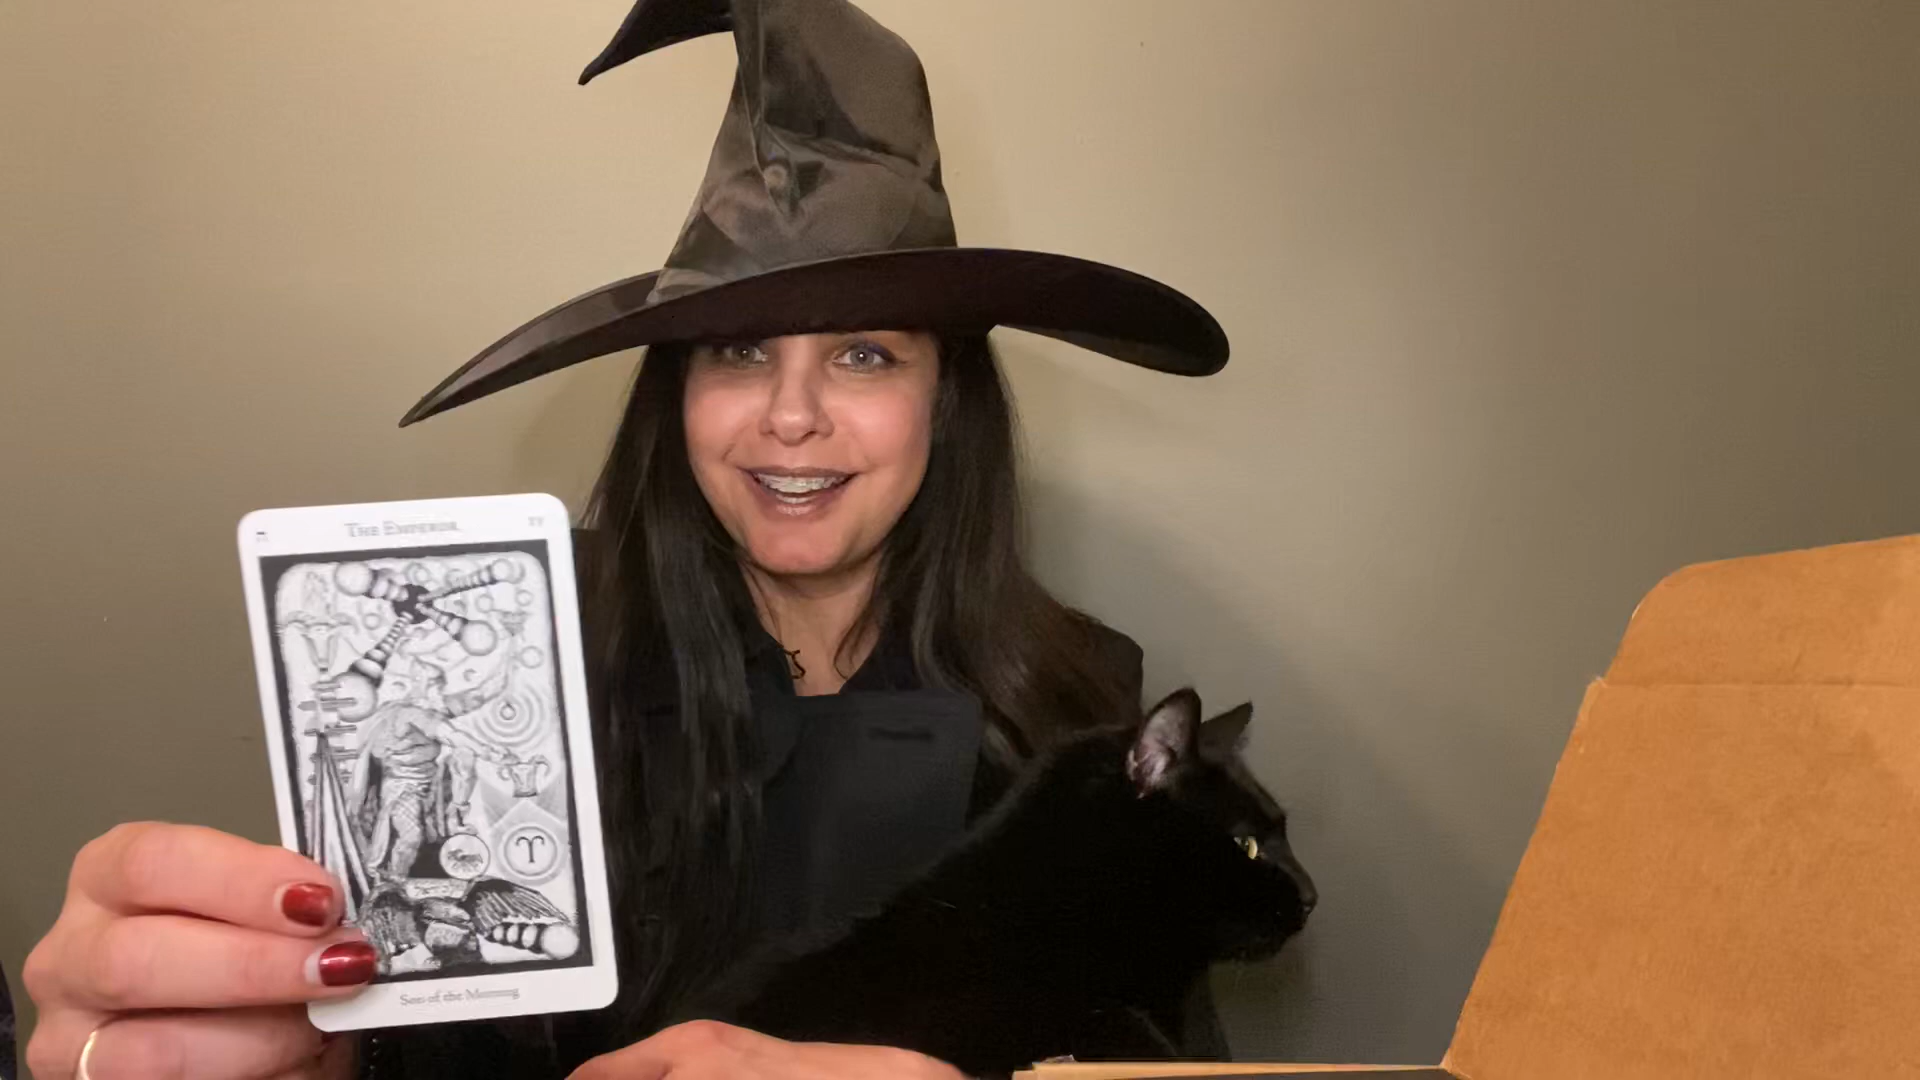 THE EMPEROR
IV
Son of the Morning